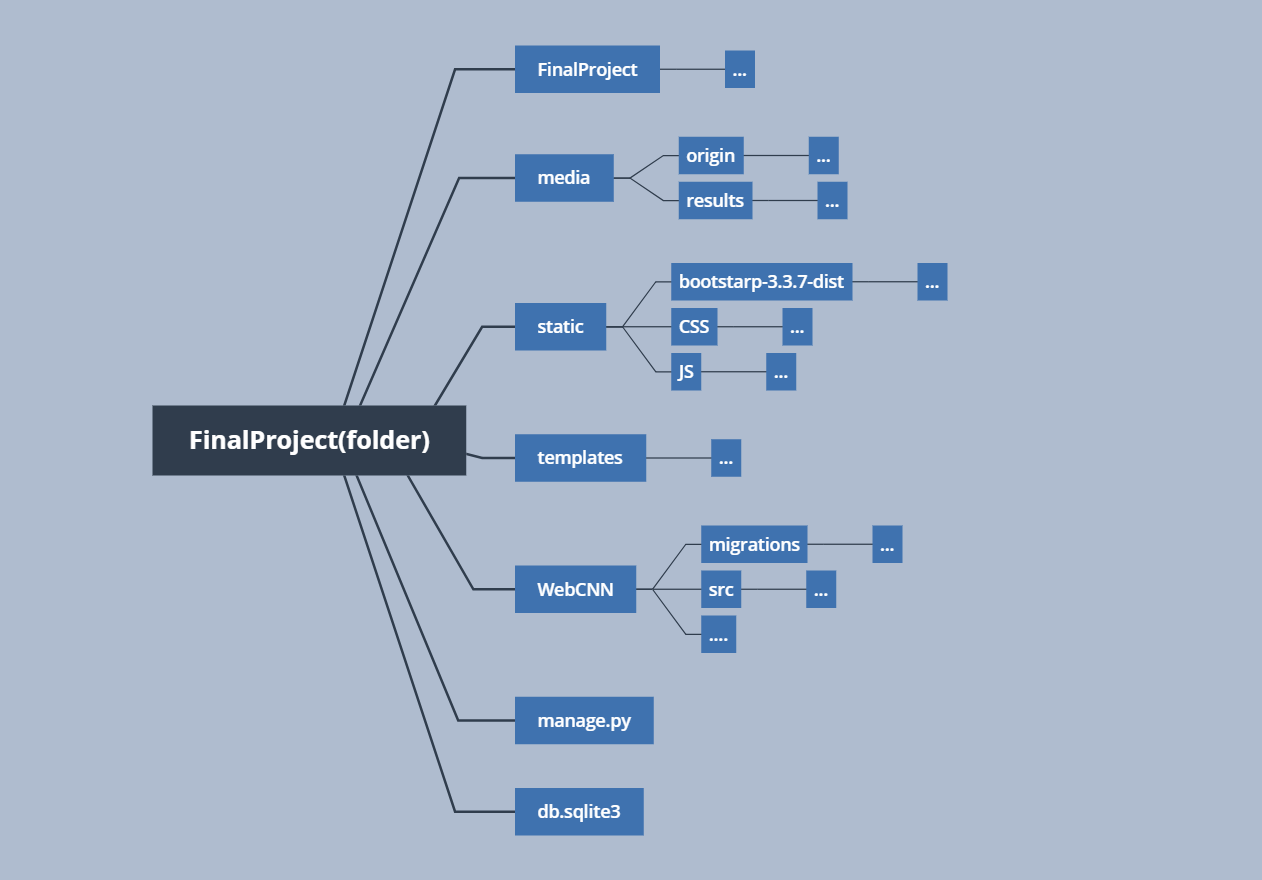 FinalProject
...
media
origin
...
results
...
static
bootstarp-3.3.7-dist
...
CSS
...
JS
...
FinalProject(folder)
templates
...
WebCNN
migrations
...
src
...
....
manage.py
db.sqlite3